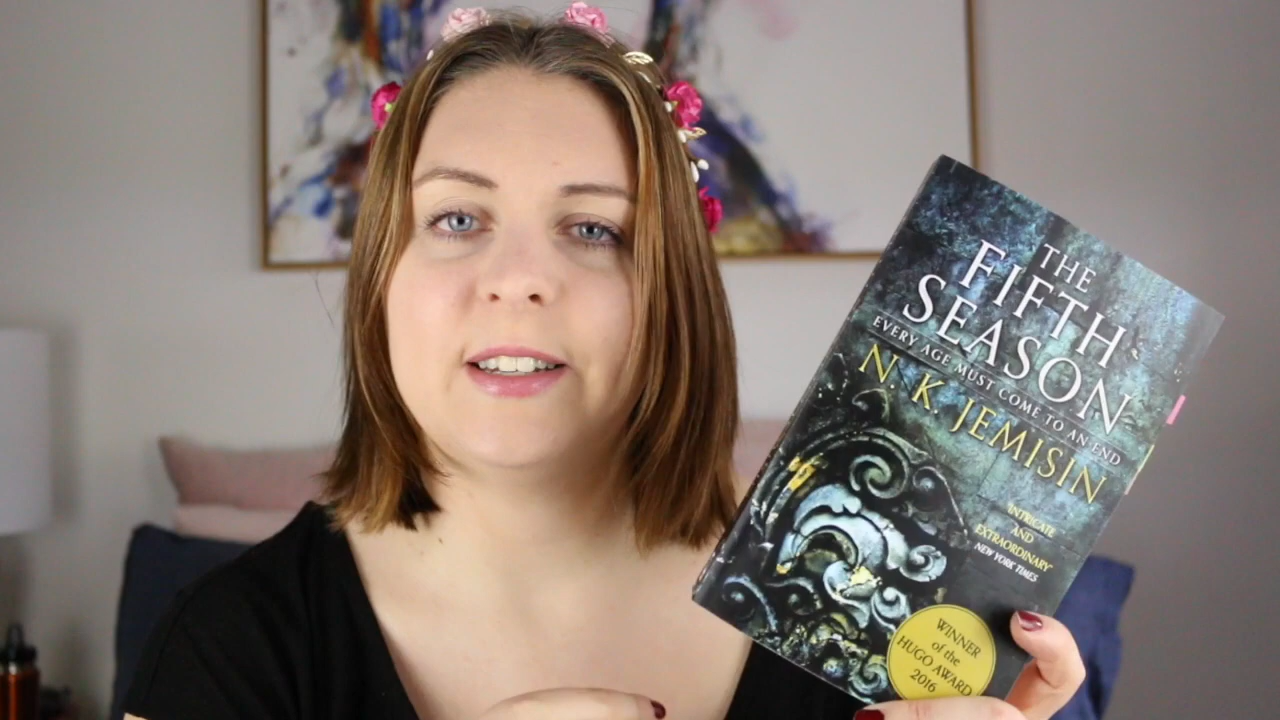 THE
FIFTH
SEASON
EVERY AGE MUST COME TO AN END
N. K. JEMISIN
'INTRICATE
AND
EXTRAORDINARY'
NEW YORK TIMES
WINNER
of the
HUGO AWARD
2016